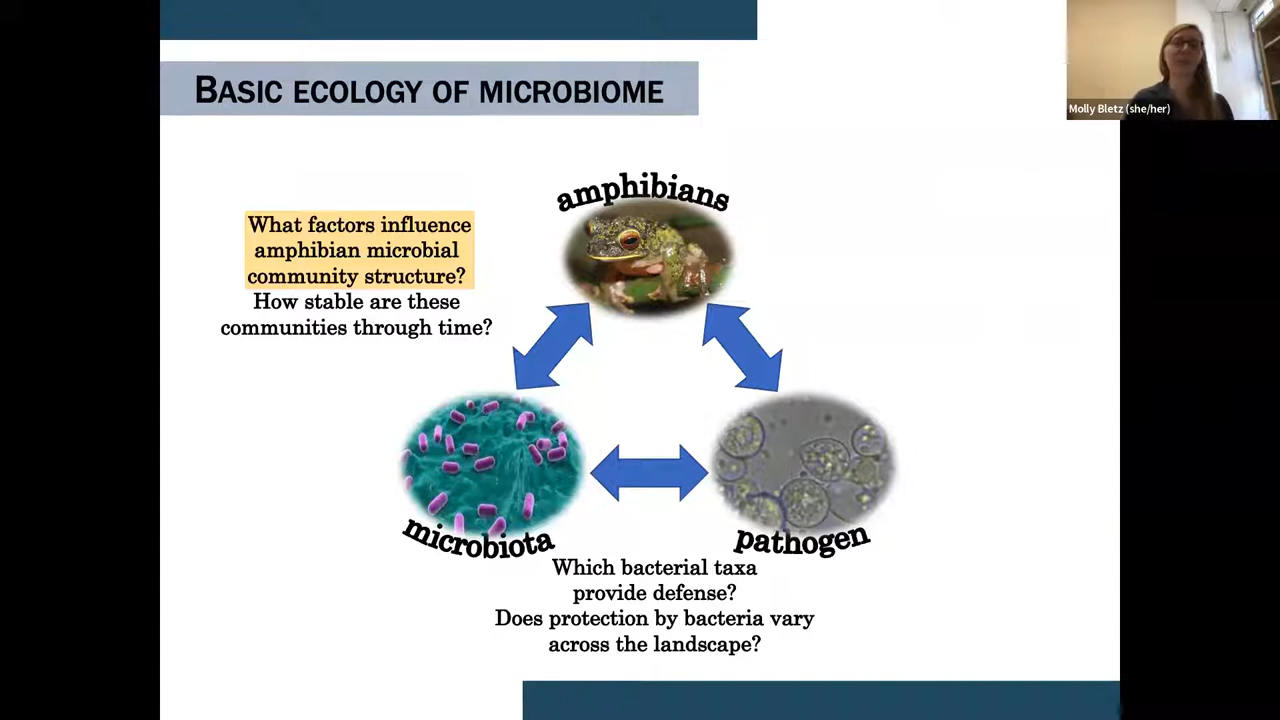 BASIC ECOLOGY OF MICROBIOME
Molly Bletz (she/her)
amphibians
What factors influence
amphibian microbial
community structure?
How stable are these
communities through time?
microbiota
pathogen
Which bacterial taxa
provide defense?
Does protection by bacteria vary
across the landscape?